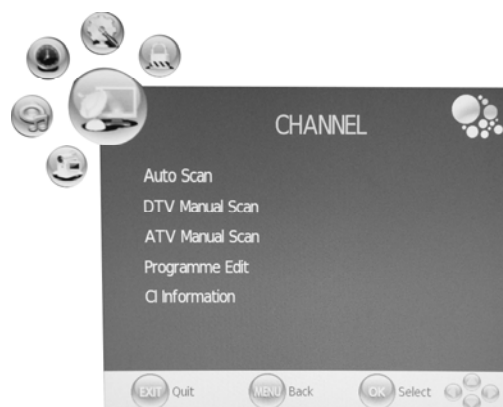 CHANNEL
Auto Scan
DTV Manual Scan
ATV Manual Scan
Programme Edit
CI Information
EXIT Quit MENU Back OK Select